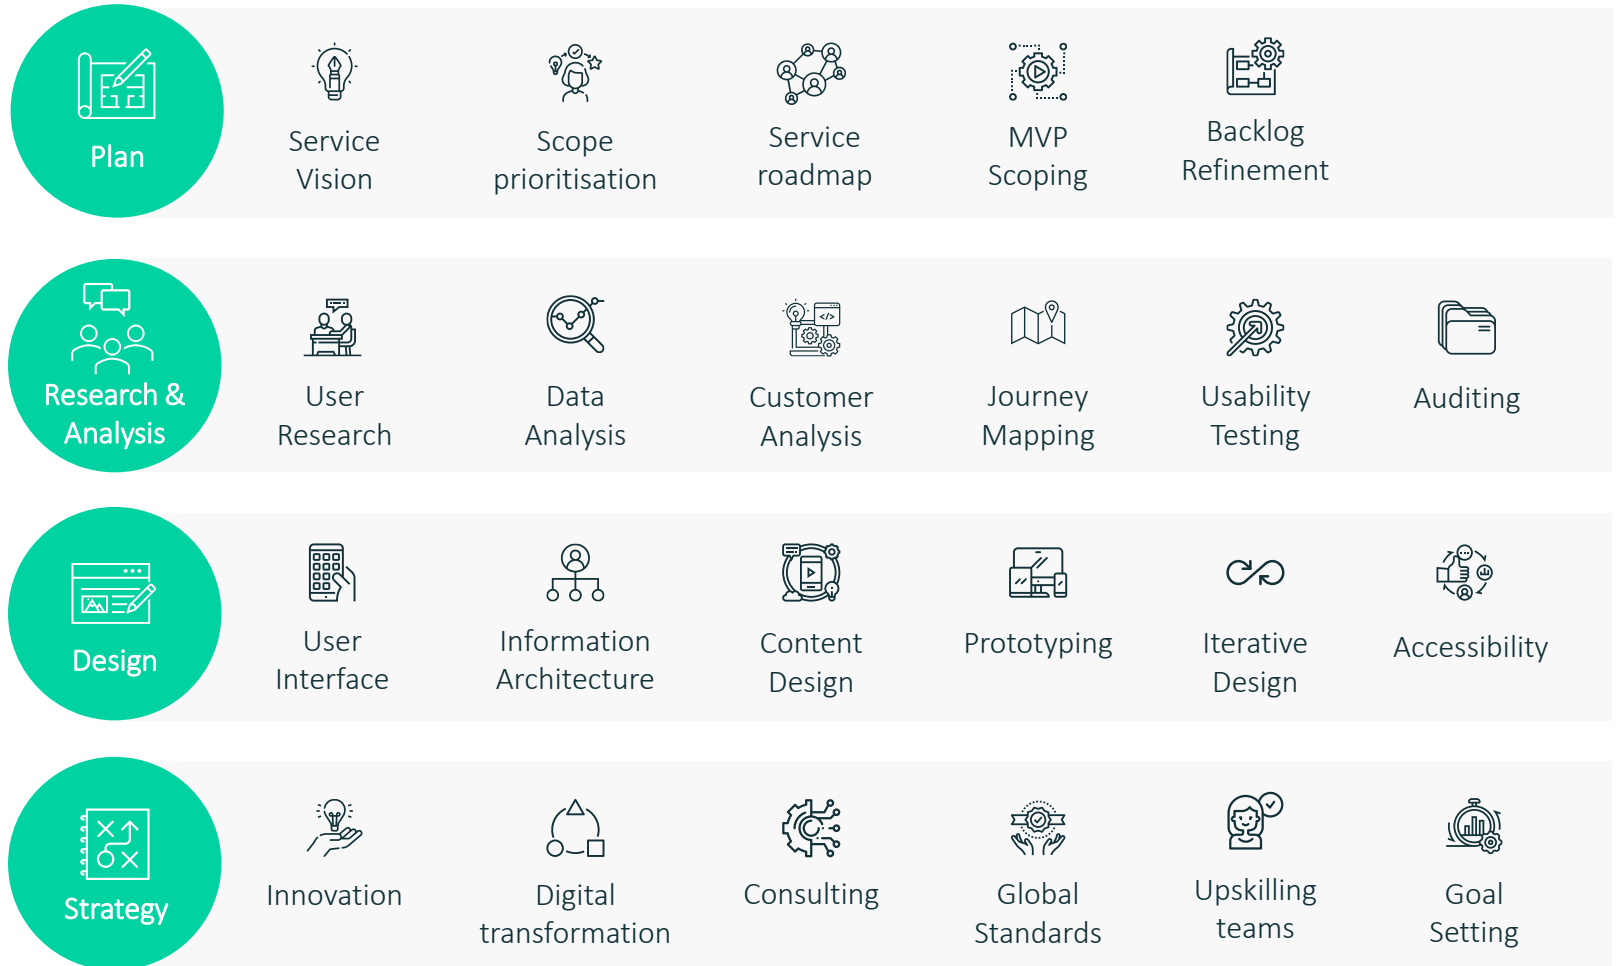 Plan
Service
Vision
Scope
prioritisation
Service
roadmap
MVP
Scoping
Backlog
Refinement
Research &
Analysis
User
Research
Data
Analysis
Customer
Analysis
Journey
Mapping
Usability
Testing
Auditing
Design
User
Interface
Information
Architecture
Content
Design
Prototyping
Iterative
Design
Accessibility
Strategy
Innovation
Digital
transformation
Consulting
Global
Standards
Upskilling
teams
Goal
Setting